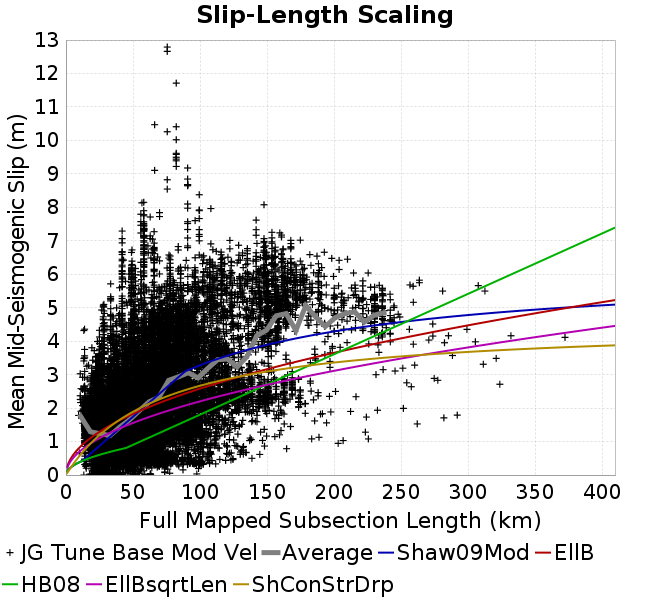 Slip-Length Scaling
Mean Mid-Seismogenic Slip (m)
13
12
11
10
9
8
7
6
5
4
3
2
1
0
0 50 100 150 200 250 300 350 400
Full Mapped Subsection Length (km)
JG Tune Base Mod Vel Average Shaw09Mod EllB
HB08 EllBsqrtLen ShConStrDrp